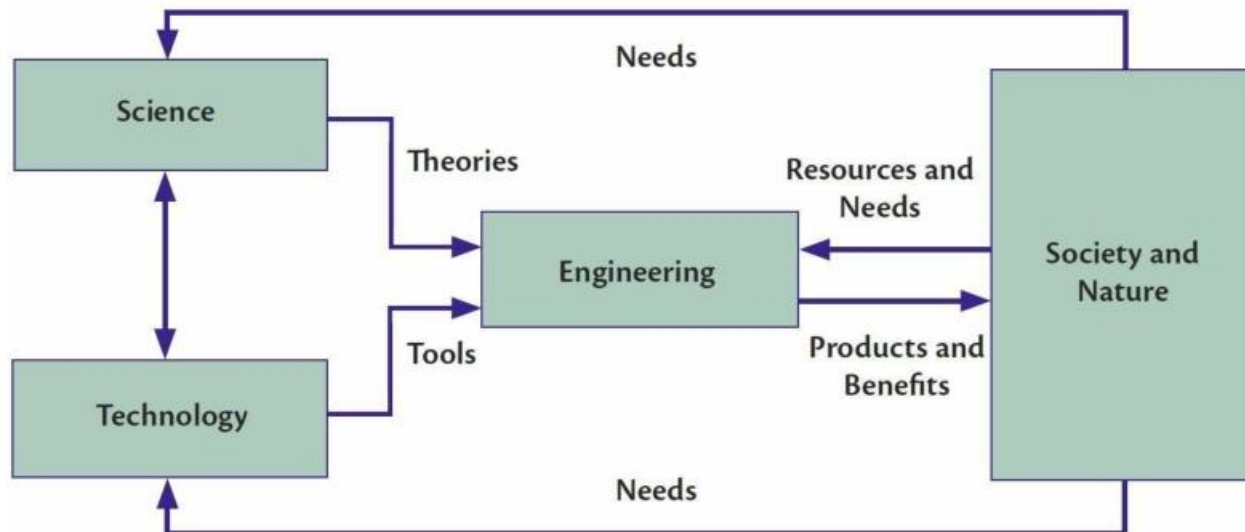 Needs
Science
Theories
Resources and
Needs
Engineering
Society and
Nature
Tools
Products and
Benefits
Technology
Needs